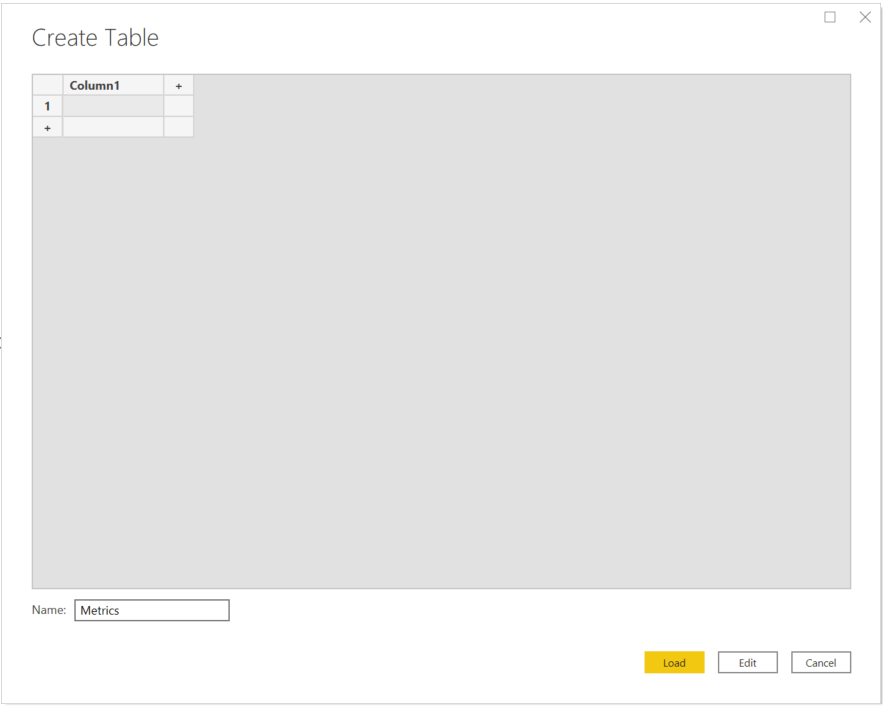 Create Table
Column1 +
1
+
Name: Metrics
Load Edit Cancel